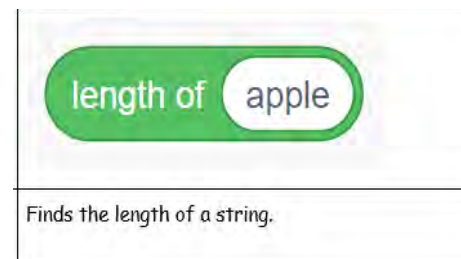 length of apple
Finds the length of a string.